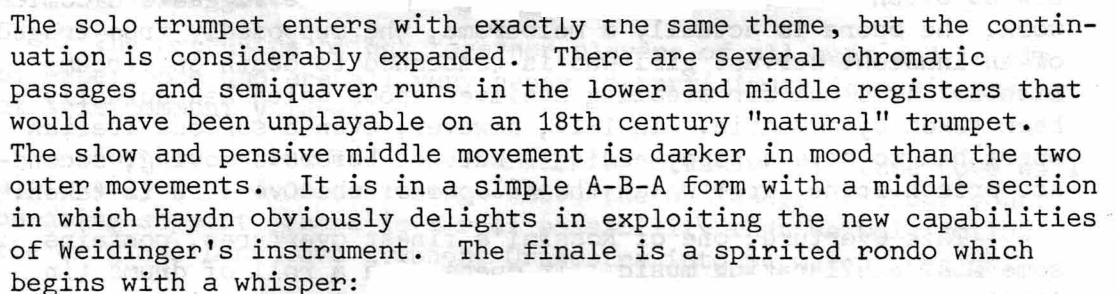 The solo trumpet enters with exactly the same theme, but the contin-
uation is considerably expanded. There are several chromatic
passages and semiquaver runs in the lower and middle registers that
would have been unplayable on an 18th century "natural" trumpet.
The slow and pensive middle movement is darker in mood than the two
outer movements. It is in a simple A-B-A form with a middle section
in which Haydn obviously delights in exploiting the new capabilities
of Weidinger's instrument. The finale is a spirited rondo which
begins with a whisper: